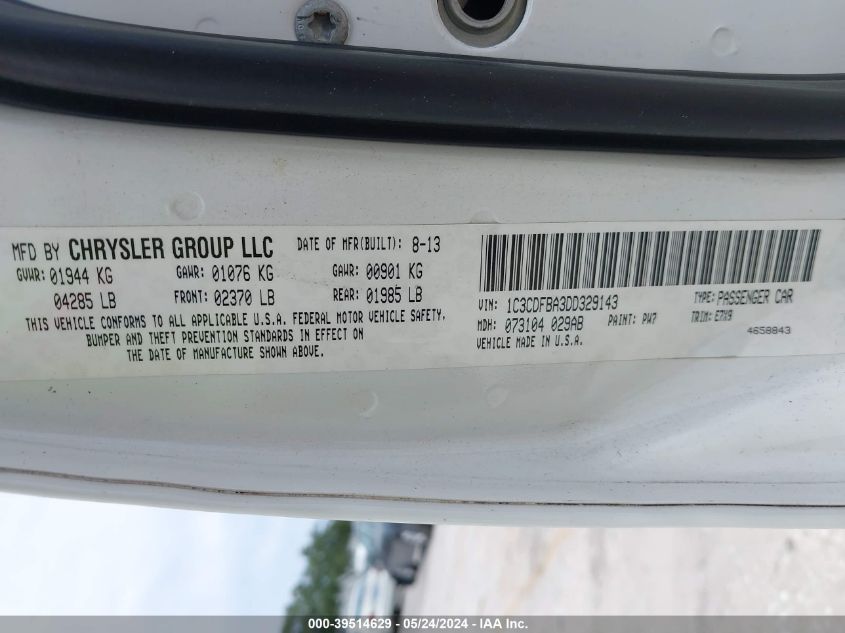 MFD BY CHRYSLER GROUP LLC DATE OF MFR(BUILT): 8-13
GVWR: 01944 KG GAWR: 01076 KG GAWR: 00901 KG
04285 LB FRONT: 02370 LB REAR: 01985 LB
THIS VEHICLE CONFORMS TO ALL APPLICABLE U.S.A. FEDERAL MOTOR VEHICLE SAFETY,
BUMPER AND THEFT PREVENTION STANDARDS IN EFFECT ON
THE DATE OF MANUFACTURE SHOWN ABOVE.
VIN: 1C3CDFBA3DD329143 TYPE: PASSENGER CAR
MDH: 073104 029AB PAINT: PW7 TRIM: E7X9
VEHICLE MADE IN U.S.A. 4658843
000-39514629 - 05/24/2024 - IAA Inc.